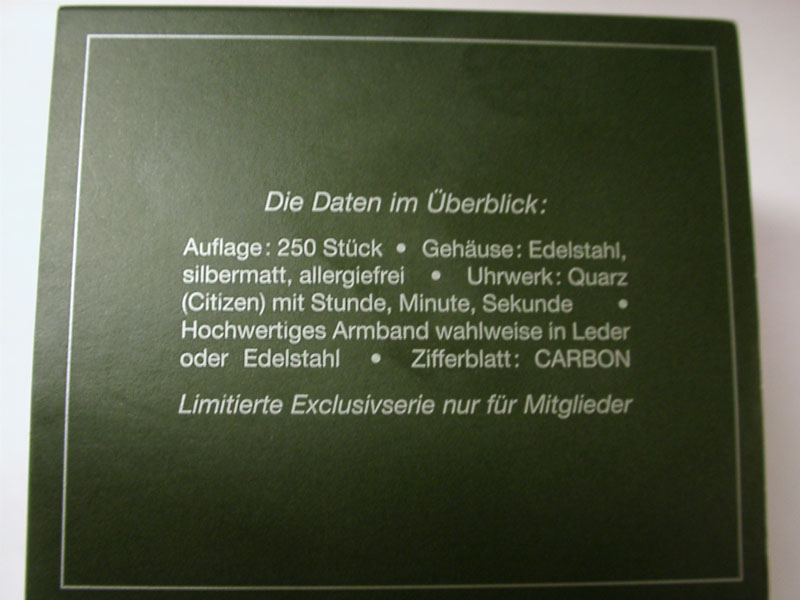 Die Daten im Überblick:
Auflage: 250 Stück • Gehäuse: Edelstahl,
silbermatt, allergiefrei • Uhrwerk: Quarz
(Citizen) mit Stunde, Minute, Sekunde •
Hochwertiges Armband wahlweise in Leder
oder Edelstahl • Zifferblatt: CARBON
Limitierte Exclusivserie nur für Mitglieder